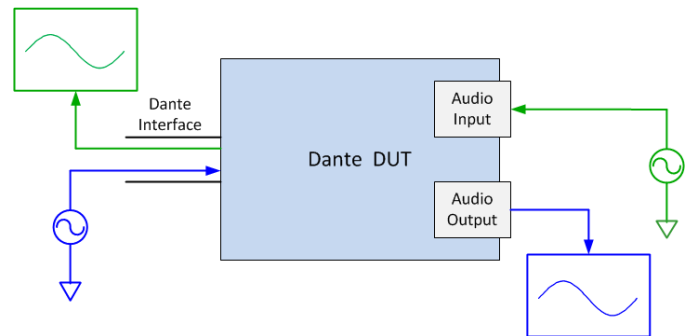 Dante
Interface
Dante DUT
Audio
Input
Audio
Output